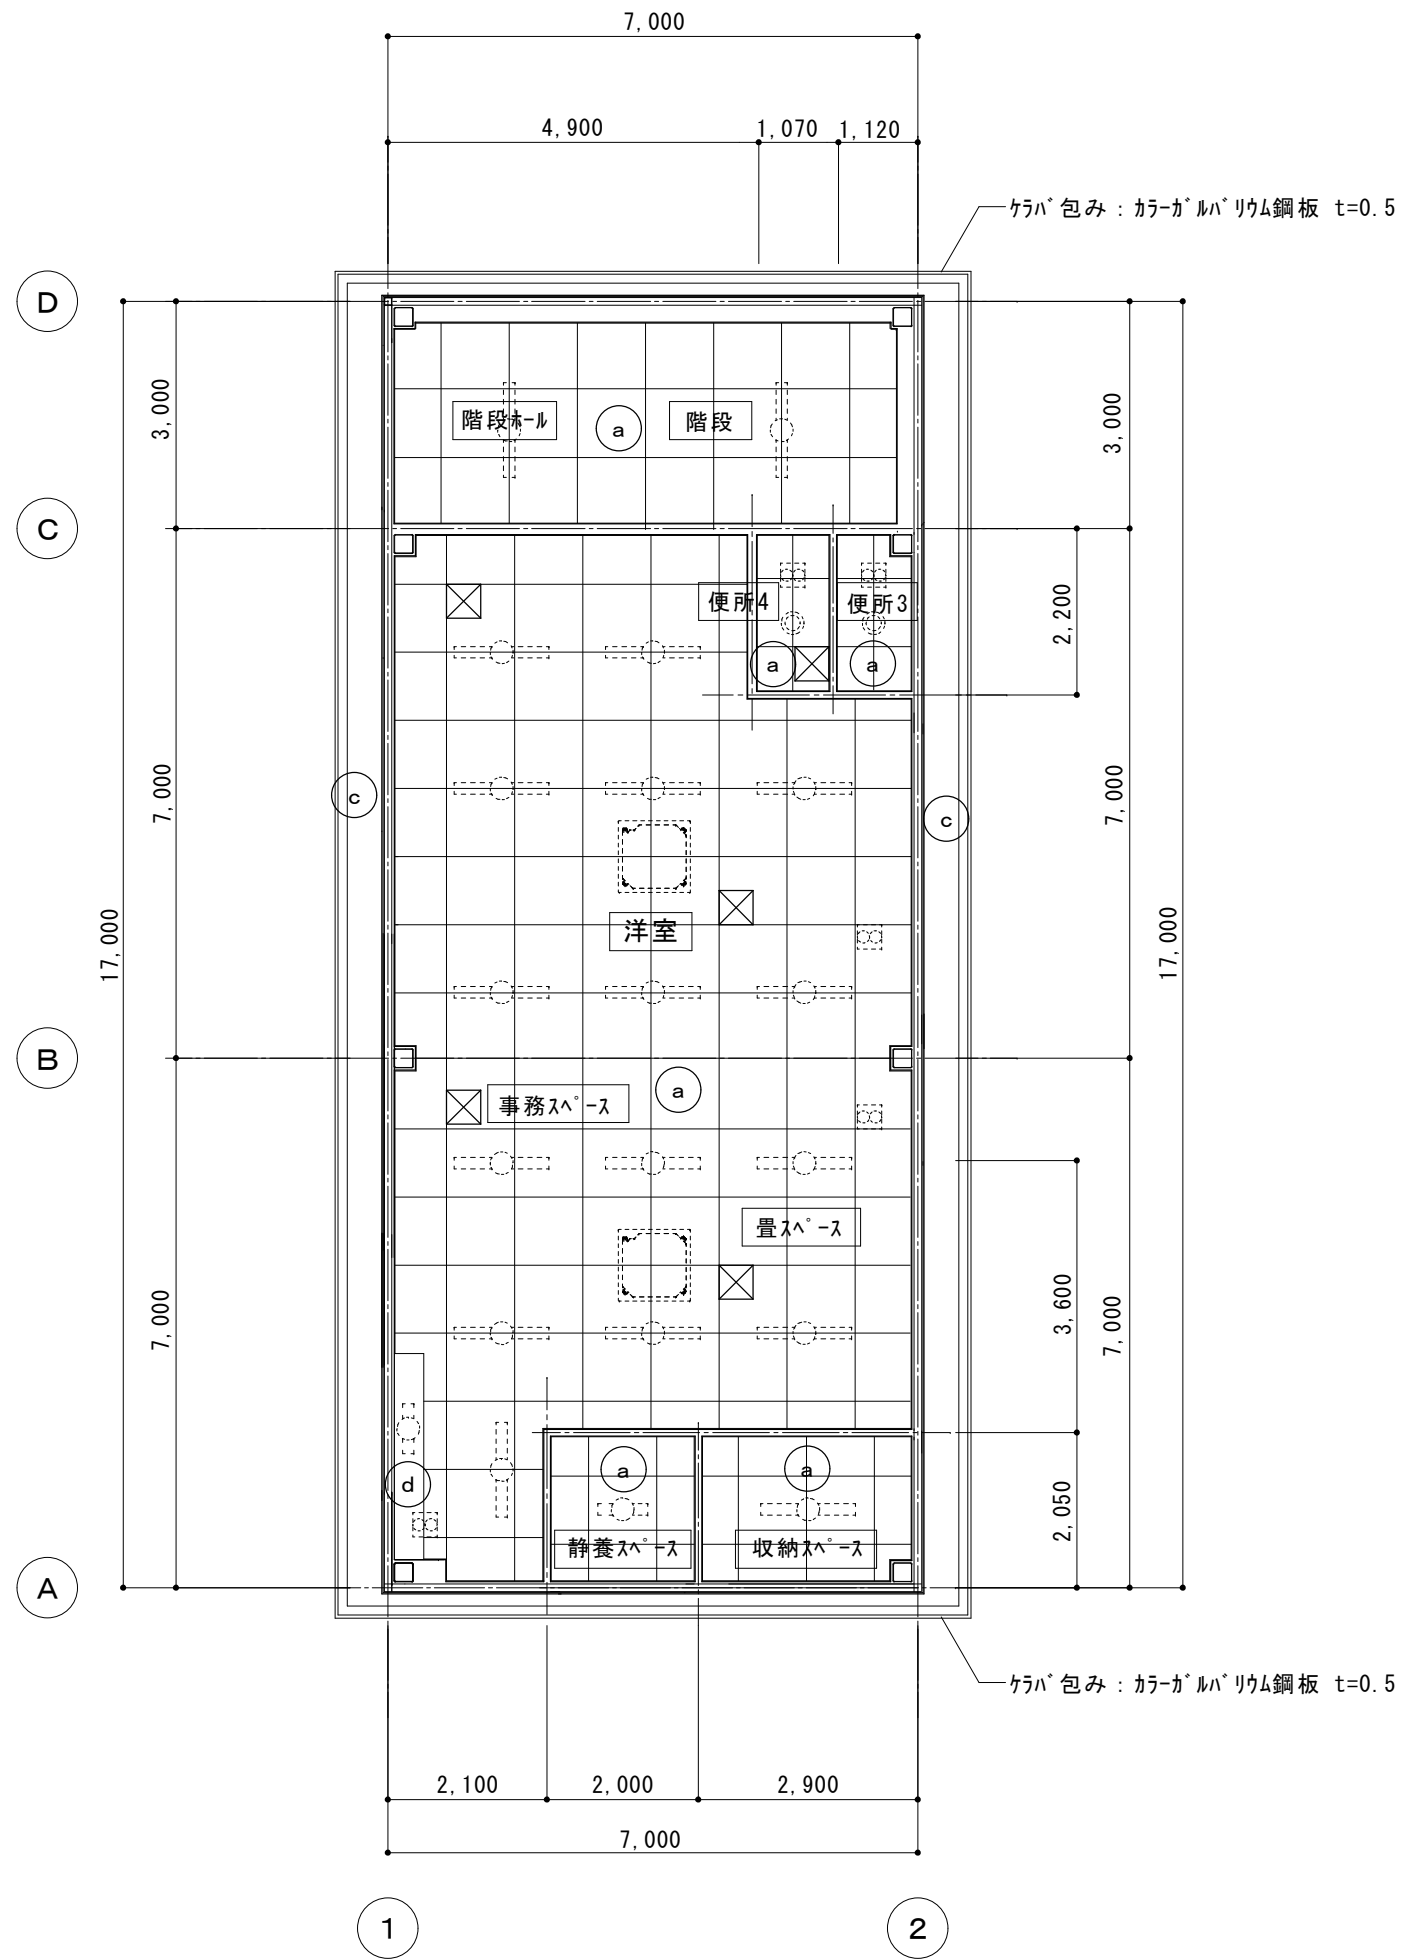 7,000
4,900
1,070
1,120
ｹﾗﾊﾞ包み：ｶﾗｰｶﾞﾙﾊﾞﾘｳﾑ鋼板 t=0.5
D
3,000
3,000
階段ﾎｰﾙ
a
階段
C
便所4
便所3
2,200
a
a
7,000
c
c
7,000
17,000
洋室
17,000
B
事務ｽﾍﾟｰｽ
a
畳ｽﾍﾟｰｽ
7,000
3,600
7,000
a
a
d
2,050
静養ｽﾍﾟｰｽ
収納ｽﾍﾟｰｽ
A
ｹﾗﾊﾞ包み：ｶﾗｰｶﾞﾙﾊﾞﾘｳﾑ鋼板 t=0.5
2,100
2,000
2,900
7,000
1
2